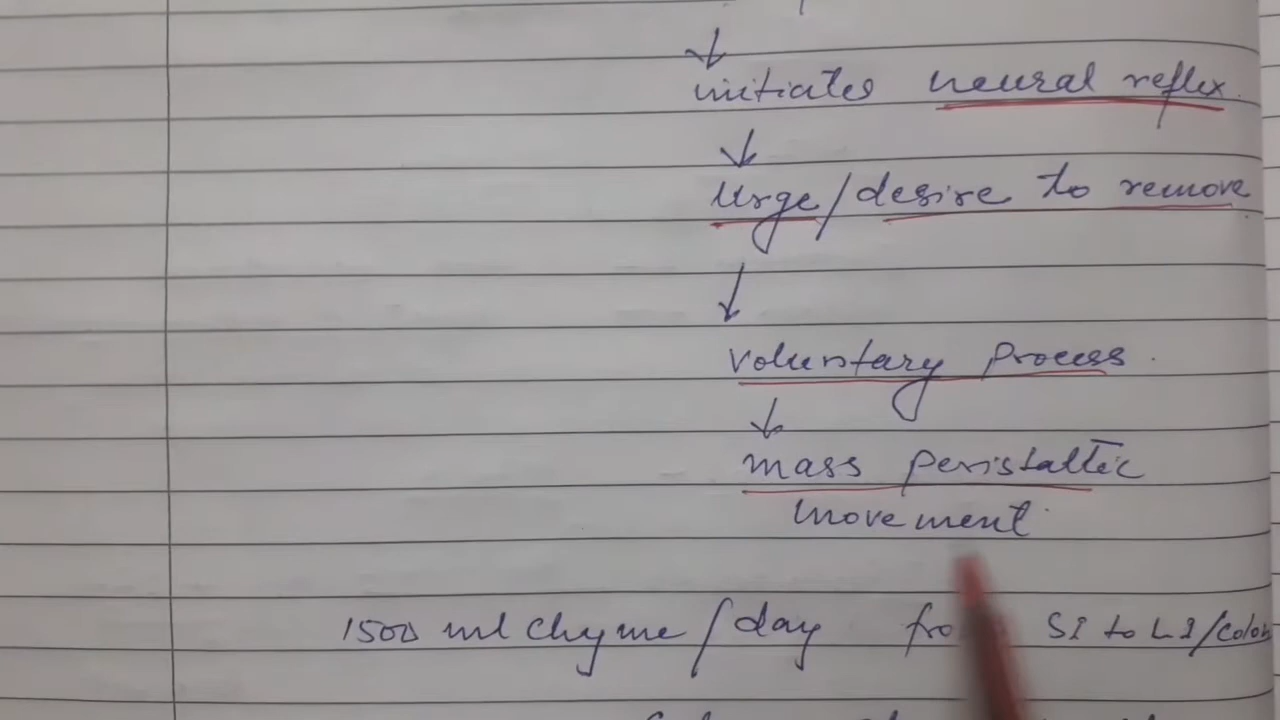 ↓
initiates neural reflex.
↓
Urge/desire to remove
↓
voluntary process.
↓
mass peristaltic
movement
1500 ml chyme/day from SI to LI/Colon